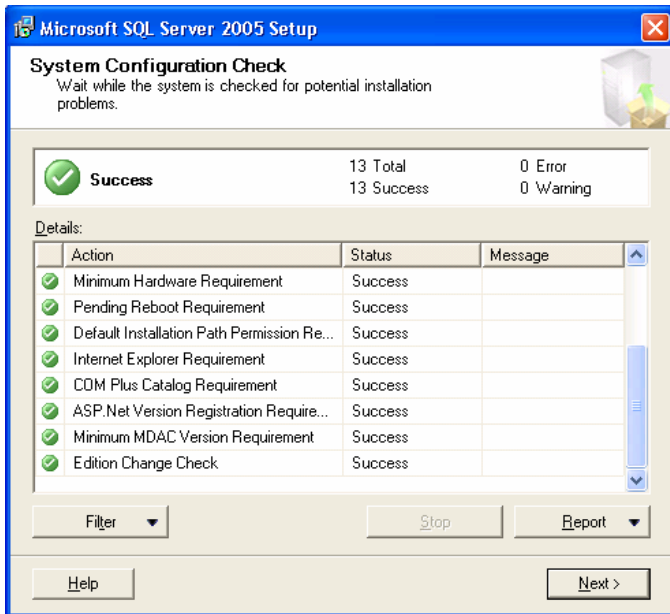 Microsoft SQL Server 2005 Setup
System Configuration Check
Wait while the system is checked for potential installation
problems.
Success
13 Total
0 Error
13 Success
0 Warning
Details:
Action Status Message
Minimum Hardware Requirement Success
Pending Reboot Requirement Success
Default Installation Path Permission Re... Success
Internet Explorer Requirement Success
COM Plus Catalog Requirement Success
ASP.Net Version Registration Require... Success
Minimum MDAC Version Requirement Success
Edition Change Check Success
Filter Stop Report
Help Next >